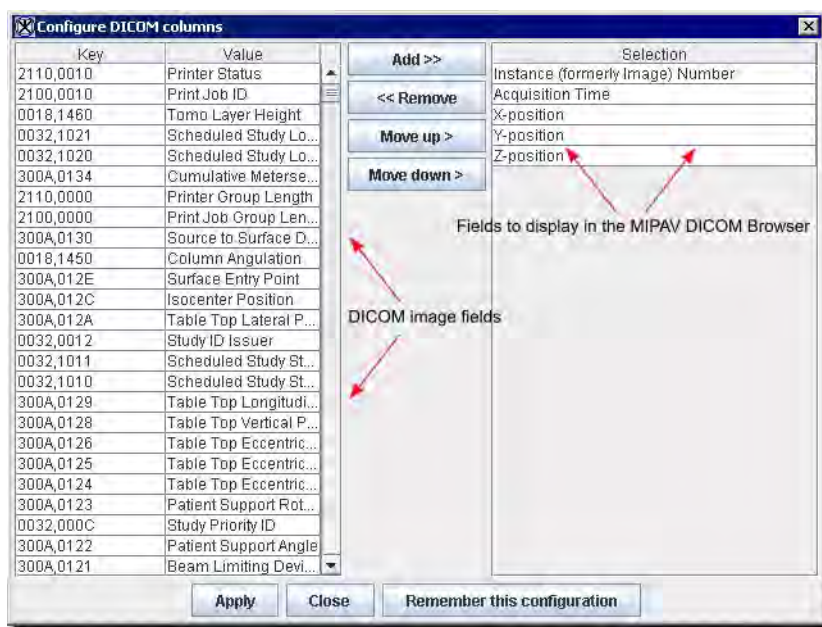 Configure DICOM columns
Key Value
2110,0010 Printer Status
2100,0010 Print Job ID
0018,1460 Tomo Layer Height
0032,1021 Scheduled Study Lo...
0032,1020 Scheduled Study Lo...
300A,0134 Cumulative Meterse...
2110,0000 Printer Group Length
2100,0000 Print Job Group Len...
300A,0130 Source to Surface D...
0018,1450 Column Angulation
300A,012E Surface Entry Point
300A,012C Isocenter Position
300A,012A Table Top Lateral P...
0032,0012 Study ID Issuer
0032,1011 Scheduled Study St...
0032,1010 Scheduled Study St...
300A,0129 Table Top Longitudi...
300A,0128 Table Top Vertical P...
300A,0126 Table Top Eccentric...
300A,0125 Table Top Eccentric...
300A,0124 Table Top Eccentric...
300A,0123 Patient Support Rot...
0032,000C Study Priority ID
300A,0122 Patient Support Angle
300A,0121 Beam Limiting Devi...
Add >>
<< Remove
Move up >
Move down >
Selection
Instance (formerly Image) Number
Acquisition Time
X-position
Y-position
Z-position
Fields to display in the MIPAV DICOM Browser
DICOM image fields
Apply Close Remember this configuration